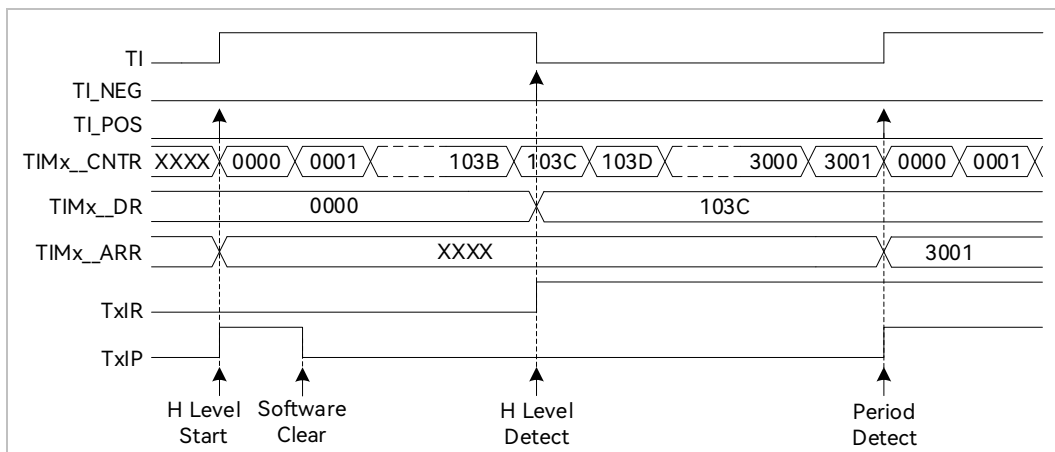 TI
TI_NEG
TI_POS
TIMx__CNTR XXXX 0000 0001 103B 103C 103D 3000 3001 0000 0001
TIMx__DR 0000 103C
TIMx__ARR XXXX 3001
TxIR
TxIP
H Level Start
Software Clear
H Level Detect
Period Detect